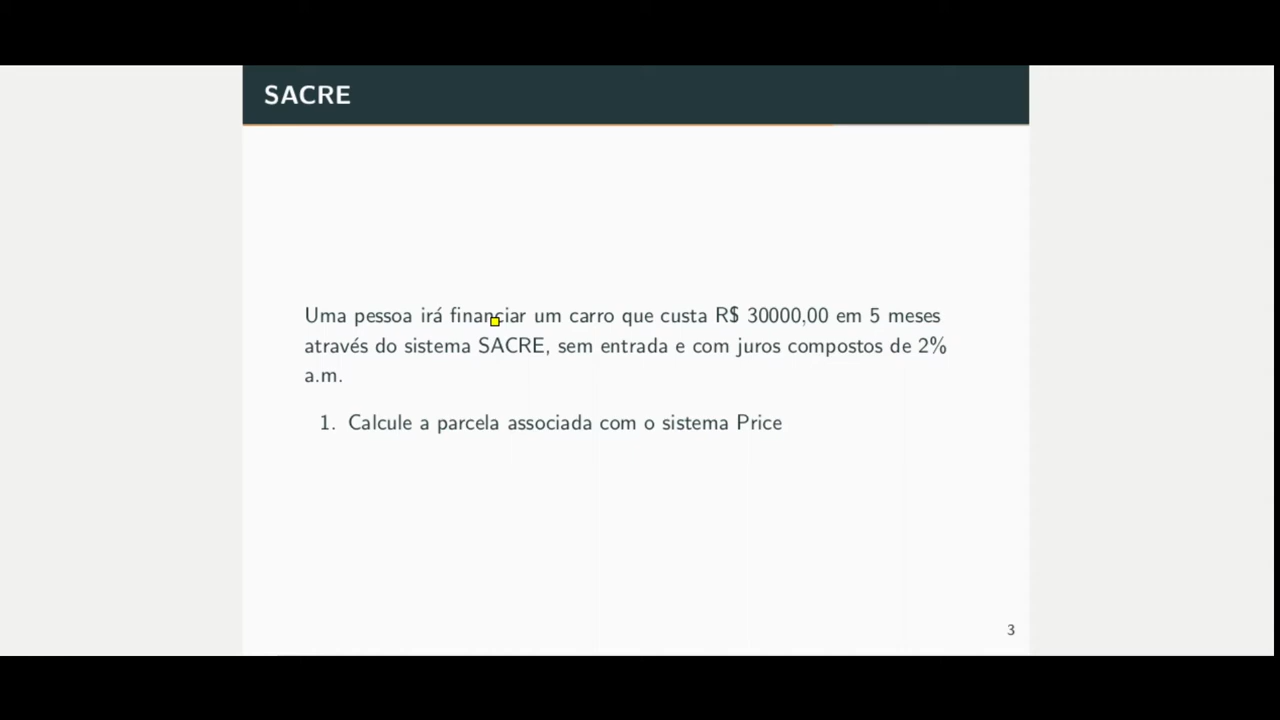 SACRE
Uma pessoa irá financiar um carro que custa R$ 30000,00 em 5 meses
através do sistema SACRE, sem entrada e com juros compostos de 2%
a.m.
1. Calcule a parcela associada com o sistema Price
3